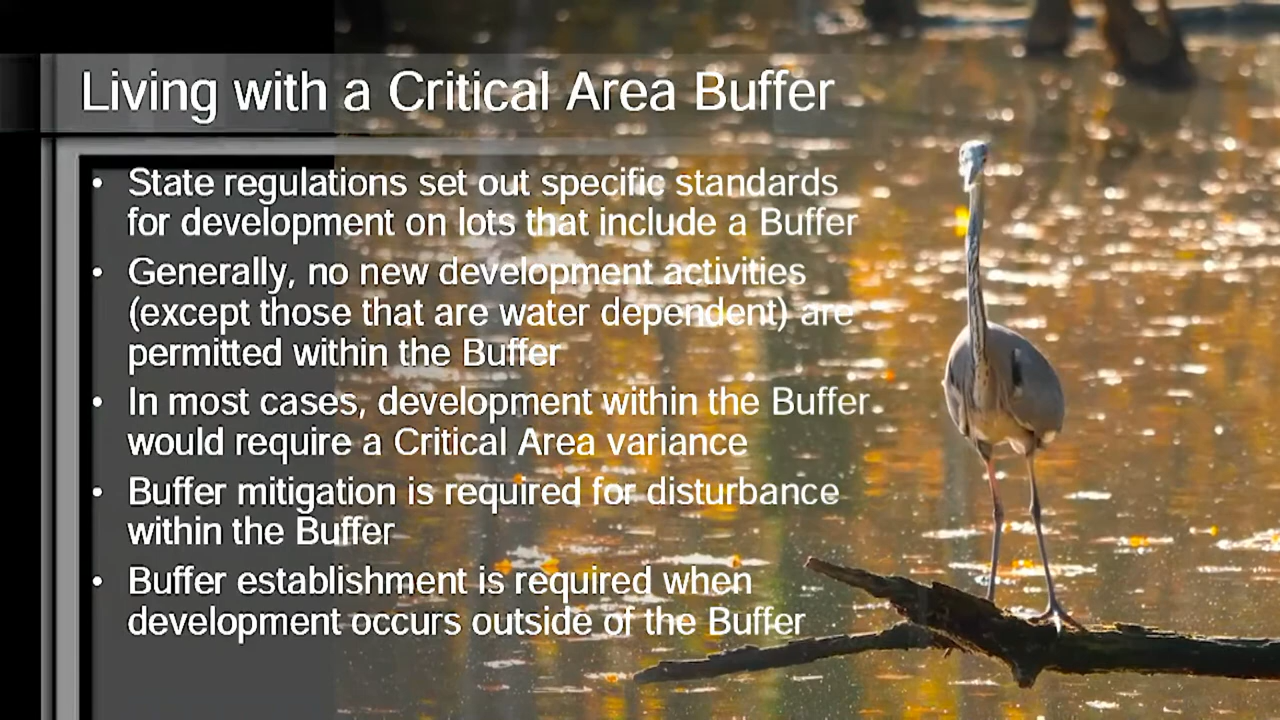 Living with a Critical Area Buffer
• State regulations set out specific standards
for development on lots that include a Buffer
• Generally, no new development activities
(except those that are water dependent) are
permitted within the Buffer
• In most cases, development within the Buffer
would require a Critical Area variance
• Buffer mitigation is required for disturbance
within the Buffer
• Buffer establishment is required when
development occurs outside of the Buffer